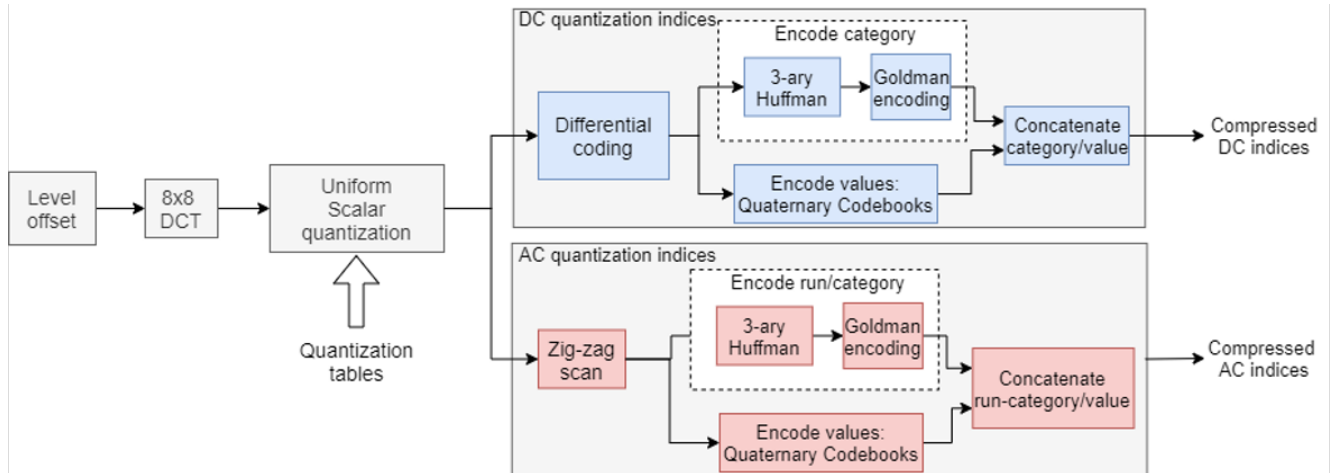 Level
offset
8x8
DCT
Uniform
Scalar
quantization
Quantization
tables
DC quantization indices
Differential
coding
Encode category
3-ary
Huffman
Goldman
encoding
Encode values:
Quaternary Codebooks
Concatenate
category/value
Compressed
DC indices
AC quantization indices
Zig-zag
scan
Encode run/category
3-ary
Huffman
Goldman
encoding
Encode values:
Quaternary Codebooks
Concatenate
run-category/value
Compressed
AC indices